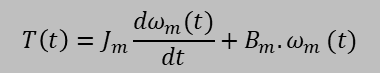 T(t) = J_m dω_m(t)/dt + B_m.ω_m (t)